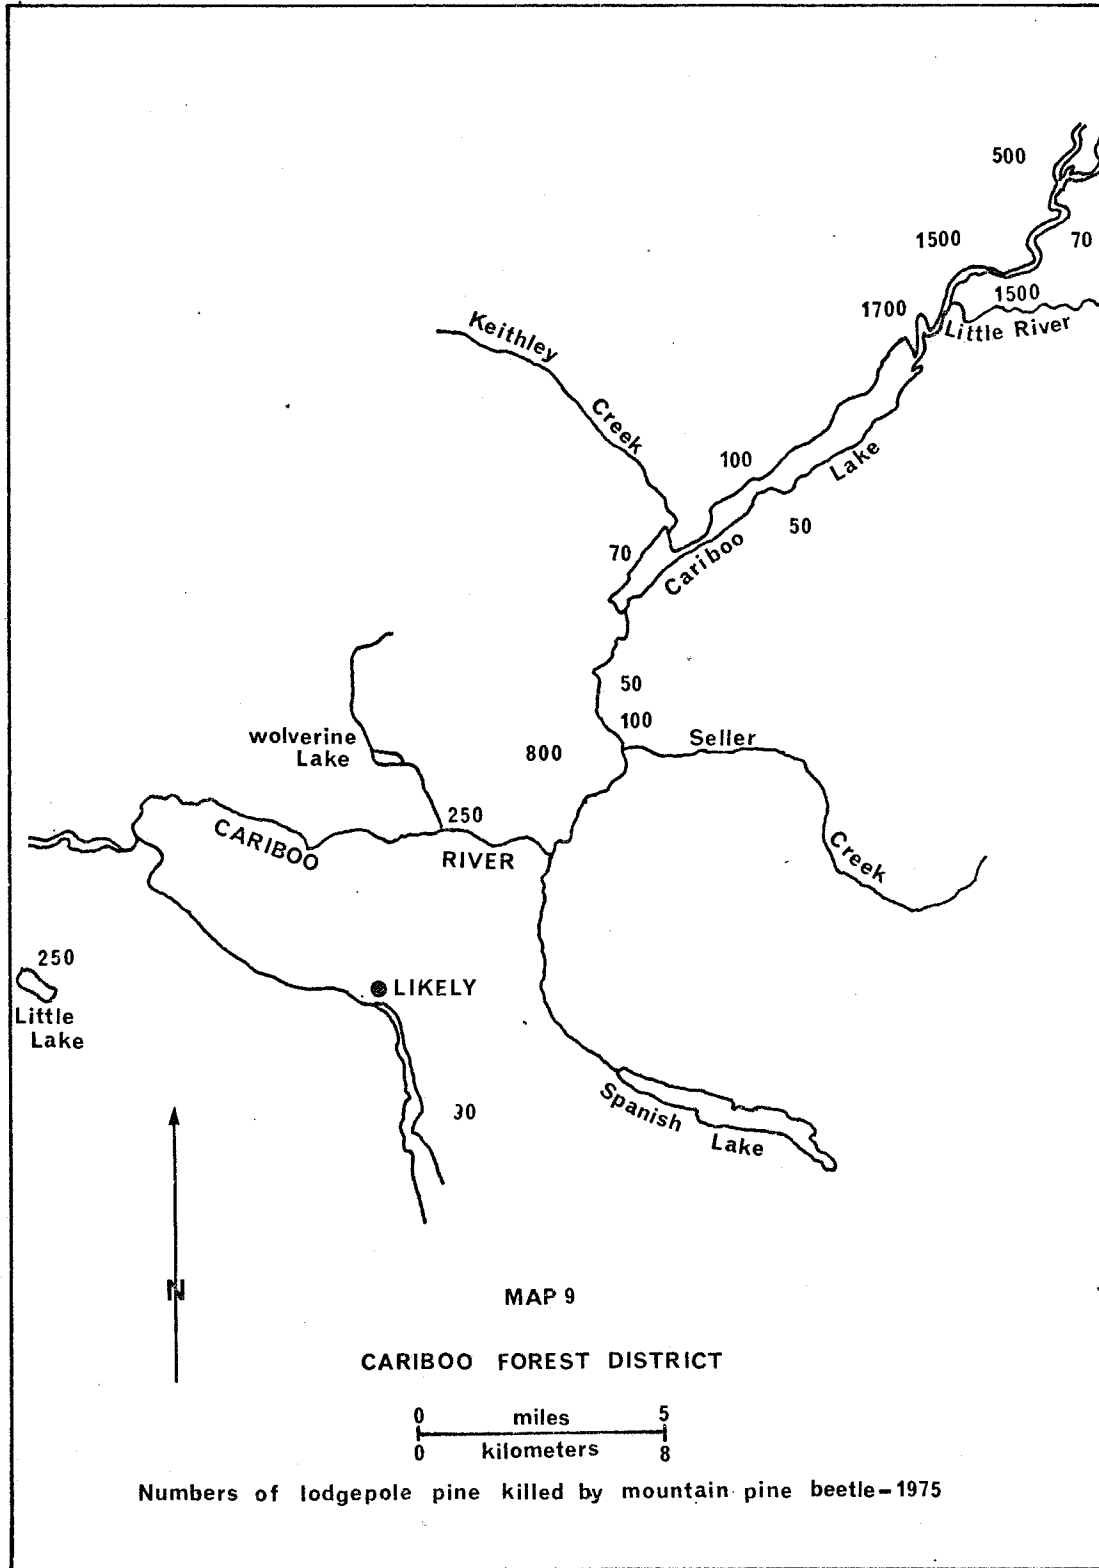 500
1500
70
1500
1700
Little River
Keithley
Creek
100
Lake
50
70
Cariboo
50
100
Seller
wolverine
Lake
800
250
CARIBOO
RIVER
Creek
250
LIKELY
Little
Lake
Spanish
Lake
N
MAP 9
CARIBOO FOREST DISTRICT
0 miles 5
0 kilometers 8
Numbers of lodgepole pine killed by mountain pine beetle-1975